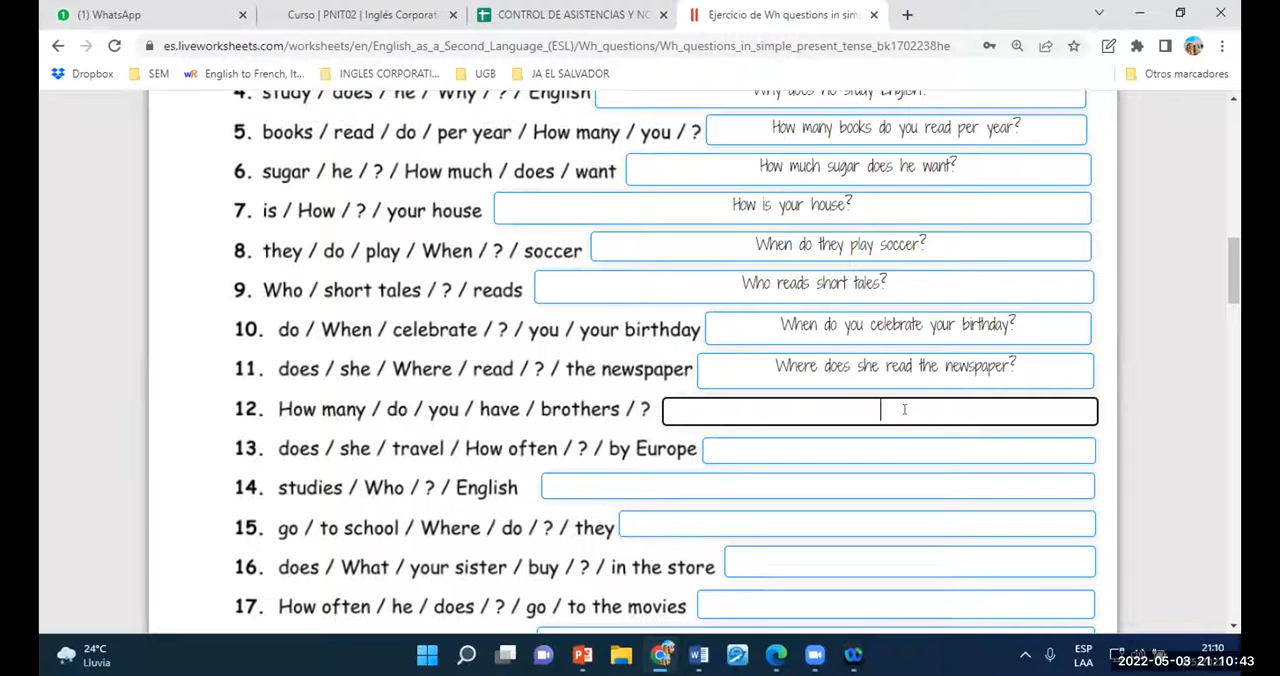 (1) WhatsApp
Curso | PNIT02 | Inglés Corporat
CONTROL DE ASISTENCIAS Y NO
Ejercicio de Wh questions in sim
es.liveworksheets.com/worksheets/en/English_as_a_Second_Language_(ESL)/Wh_questions/Wh_questions_in_simple_present_tense_bk1702238he
Dropbox SEM English to French, It... INGLES CORPORATI... UGB JA EL SALVADOR Otros marcadores
4. study / does / he / Why / ? / English Why does he study English?
5. books / read / do / per year / How many / you / ? How many books do you read per year?
6. sugar / he / ? / How much / does / want How much sugar does he want?
7. is / How / ? / your house How is your house?
8. they / do / play / When / ? / soccer When do they play soccer?
9. Who / short tales / ? / reads Who reads short tales?
10. do / When / celebrate / ? / you / your birthday When do you celebrate your birthday?
11. does / she / Where / read / ? / the newspaper Where does she read the newspaper?
12. How many / do / you / have / brothers / ?
13. does / she / travel / How often / ? / by Europe
14. studies / Who / ? / English
15. go / to school / Where / do / ? / they
16. does / What / your sister / buy / ? / in the store
17. How often / he / does / ? / go / to the movies
24°C
Lluvia
ESP
LAA
21:10
2022-05-03 21:10:43